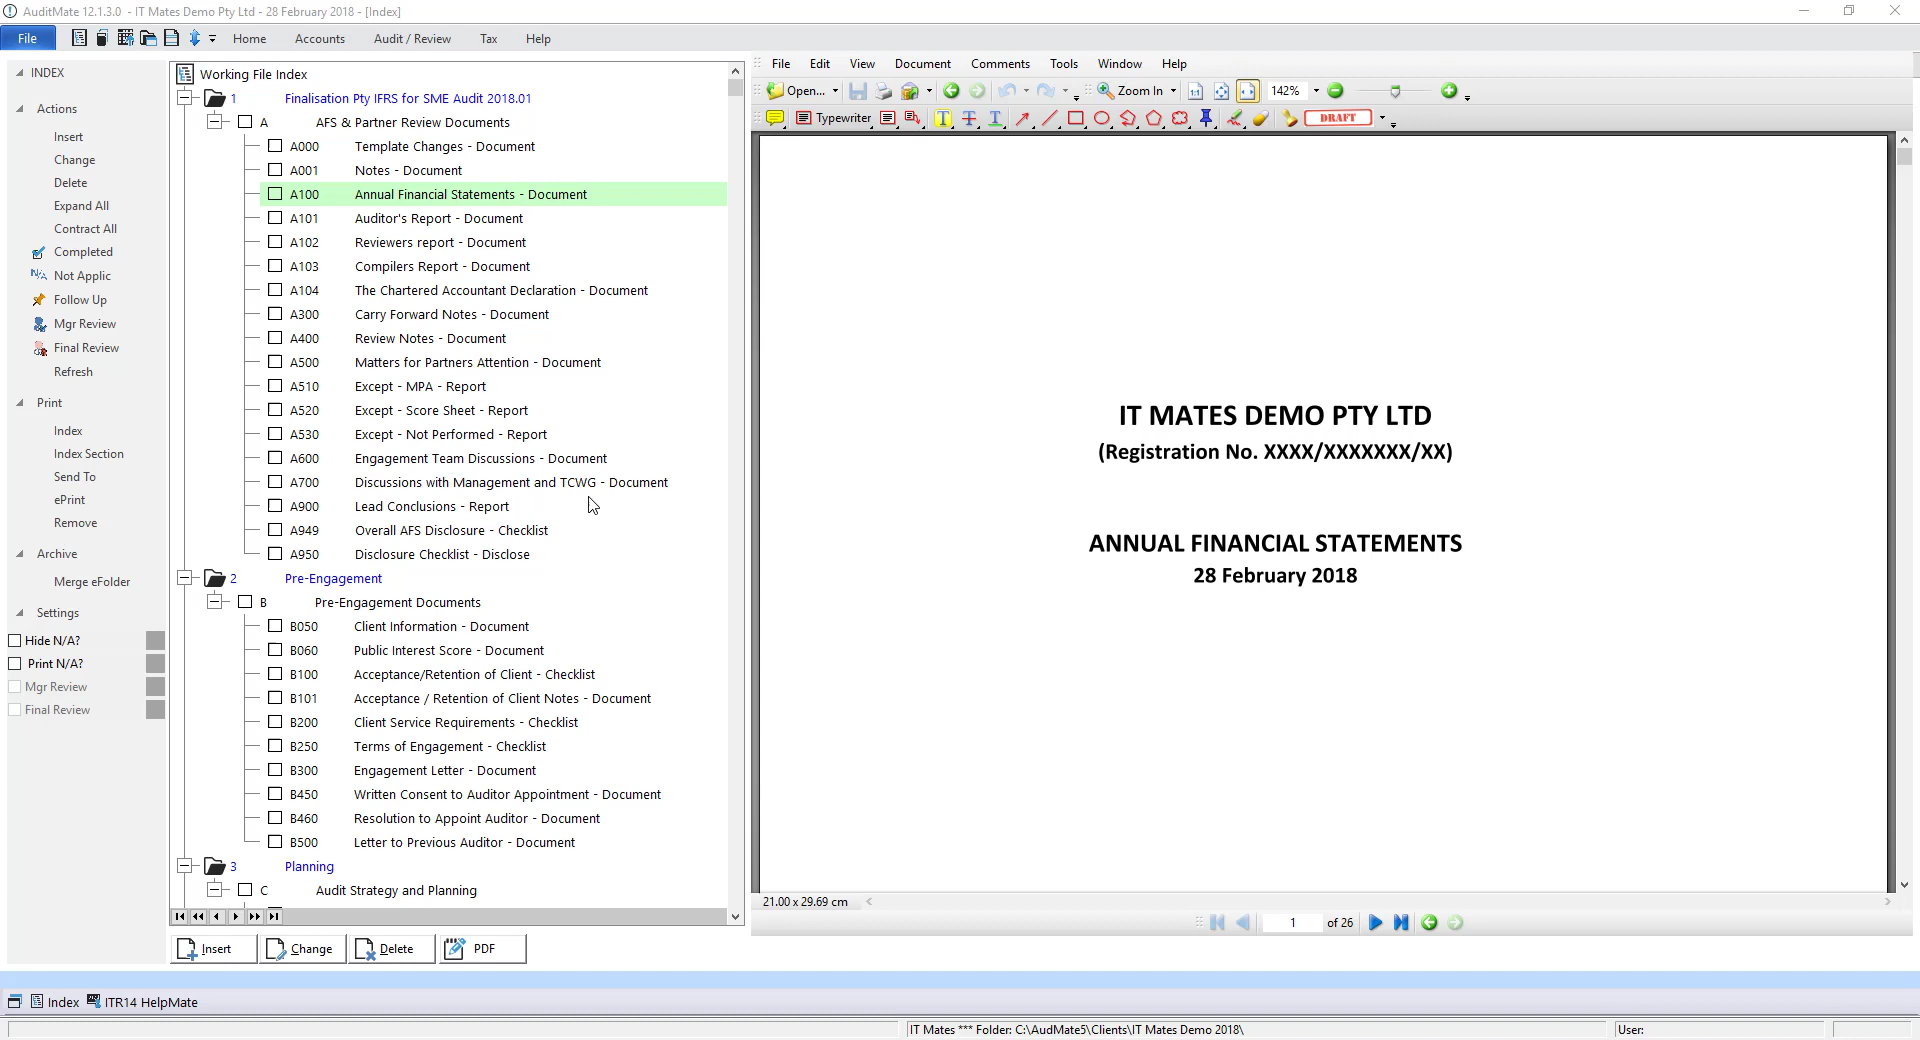 AuditMate 12.1.3.0 - IT Mates Demo Pty Ltd - 28 February 2018 - [Index]
File Home Accounts Audit / Review Tax Help
INDEX
Actions
Insert
Change
Delete
Expand All
Contract All
Completed
N/A Not Applic
Follow Up
Mgr Review
Final Review
Refresh
Print
Index
Index Section
Send To
ePrint
Remove
Archive
Merge eFolder
Settings
Hide N/A?
Print N/A?
Mgr Review
Final Review
Working File Index
1 Finalisation Pty IFRS for SME Audit 2018.01
A AFS & Partner Review Documents
A000 Template Changes - Document
A001 Notes - Document
A100 Annual Financial Statements - Document
A101 Auditor's Report - Document
A102 Reviewers report - Document
A103 Compilers Report - Document
A104 The Chartered Accountant Declaration - Document
A300 Carry Forward Notes - Document
A400 Review Notes - Document
A500 Matters for Partners Attention - Document
A510 Except - MPA - Report
A520 Except - Score Sheet - Report
A530 Except - Not Performed - Report
A600 Engagement Team Discussions - Document
A700 Discussions with Management and TCWG - Document
A900 Lead Conclusions - Report
A949 Overall AFS Disclosure - Checklist
A950 Disclosure Checklist - Disclose
2 Pre-Engagement
B Pre-Engagement Documents
B050 Client Information - Document
B060 Public Interest Score - Document
B100 Acceptance/Retention of Client - Checklist
B101 Acceptance / Retention of Client Notes - Document
B200 Client Service Requirements - Checklist
B250 Terms of Engagement - Checklist
B300 Engagement Letter - Document
B450 Written Consent to Auditor Appointment - Document
B460 Resolution to Appoint Auditor - Document
B500 Letter to Previous Auditor - Document
3 Planning
C Audit Strategy and Planning
Insert Change Delete PDF
File Edit View Document Comments Tools Window Help
Open... Zoom In 1:1 142%
Typewriter T T T DRAFT
IT MATES DEMO PTY LTD
(Registration No. XXXX/XXXXXXX/XX)
ANNUAL FINANCIAL STATEMENTS
28 February 2018
21.00 x 29.69 cm
1 of 26
Index ITR14 HelpMate
IT Mates *** Folder: C:\AudMate5\Clients\IT Mates Demo 2018\ User: